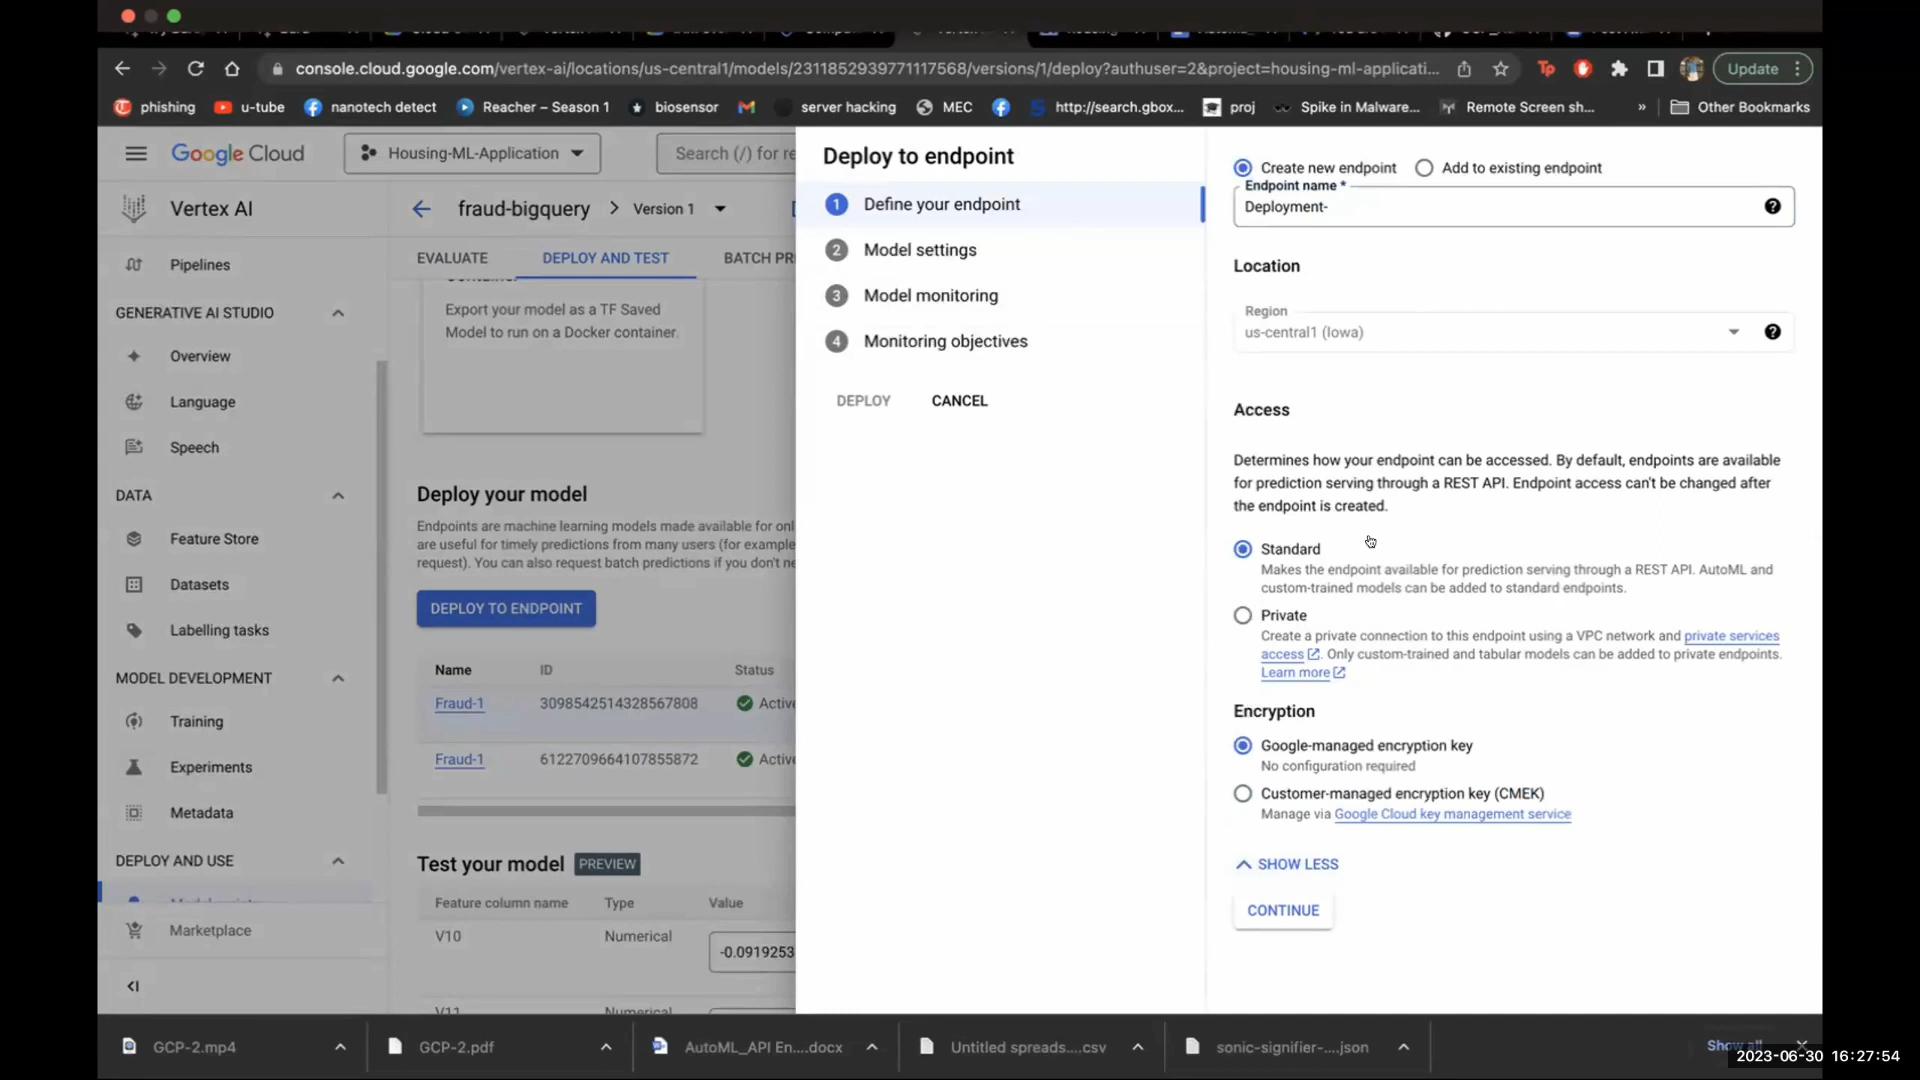 console.cloud.google.com/vertex-ai/locations/us-central1/models/2311852939771117568/versions/1/deploy?authuser=2&project=housing-ml-applicati...
Update
phishing
u-tube
nanotech detect
Reacher – Season 1
biosensor
server hacking
MEC
http://search.gbox...
proj
Spike in Malware...
Remote Screen sh...
»
Other Bookmarks
Google Cloud
Housing-ML-Application
Search (/) for re
Vertex AI
Pipelines
GENERATIVE AI STUDIO
Overview
Language
Speech
DATA
Feature Store
Datasets
Labelling tasks
MODEL DEVELOPMENT
Training
Experiments
Metadata
DEPLOY AND USE
Marketplace
fraud-bigquery
Version 1
EVALUATE
DEPLOY AND TEST
BATCH PR
Export your model as a TF Saved
Model to run on a Docker container.
Deploy your model
Endpoints are machine learning models made available for onl
are useful for timely predictions from many users (for example
request). You can also request batch predictions if you don't ne
DEPLOY TO ENDPOINT
Name ID Status
Fraud-1 3098542514328567808 Active
Fraud-1 6122709664107855872 Active
Test your model PREVIEW
Feature column name Type Value
V10 Numerical -0.0919253
V11 Numerical
Deploy to endpoint
1 Define your endpoint
2 Model settings
3 Model monitoring
4 Monitoring objectives
DEPLOY CANCEL
Create new endpoint Add to existing endpoint
Endpoint name *
Deployment-
Location
Region
us-central1 (Iowa)
Access
Determines how your endpoint can be accessed. By default, endpoints are available
for prediction serving through a REST API. Endpoint access can't be changed after
the endpoint is created.
Standard
Makes the endpoint available for prediction serving through a REST API. AutoML and
custom-trained models can be added to standard endpoints.
Private
Create a private connection to this endpoint using a VPC network and private services
access. Only custom-trained and tabular models can be added to private endpoints.
Learn more
Encryption
Google-managed encryption key
No configuration required
Customer-managed encryption key (CMEK)
Manage via Google Cloud key management service
SHOW LESS
CONTINUE
GCP-2.mp4
GCP-2.pdf
AutoML_API En....docx
Untitled spreads....csv
sonic-signifier-....json
Show all
2023-06-30 16:27:54